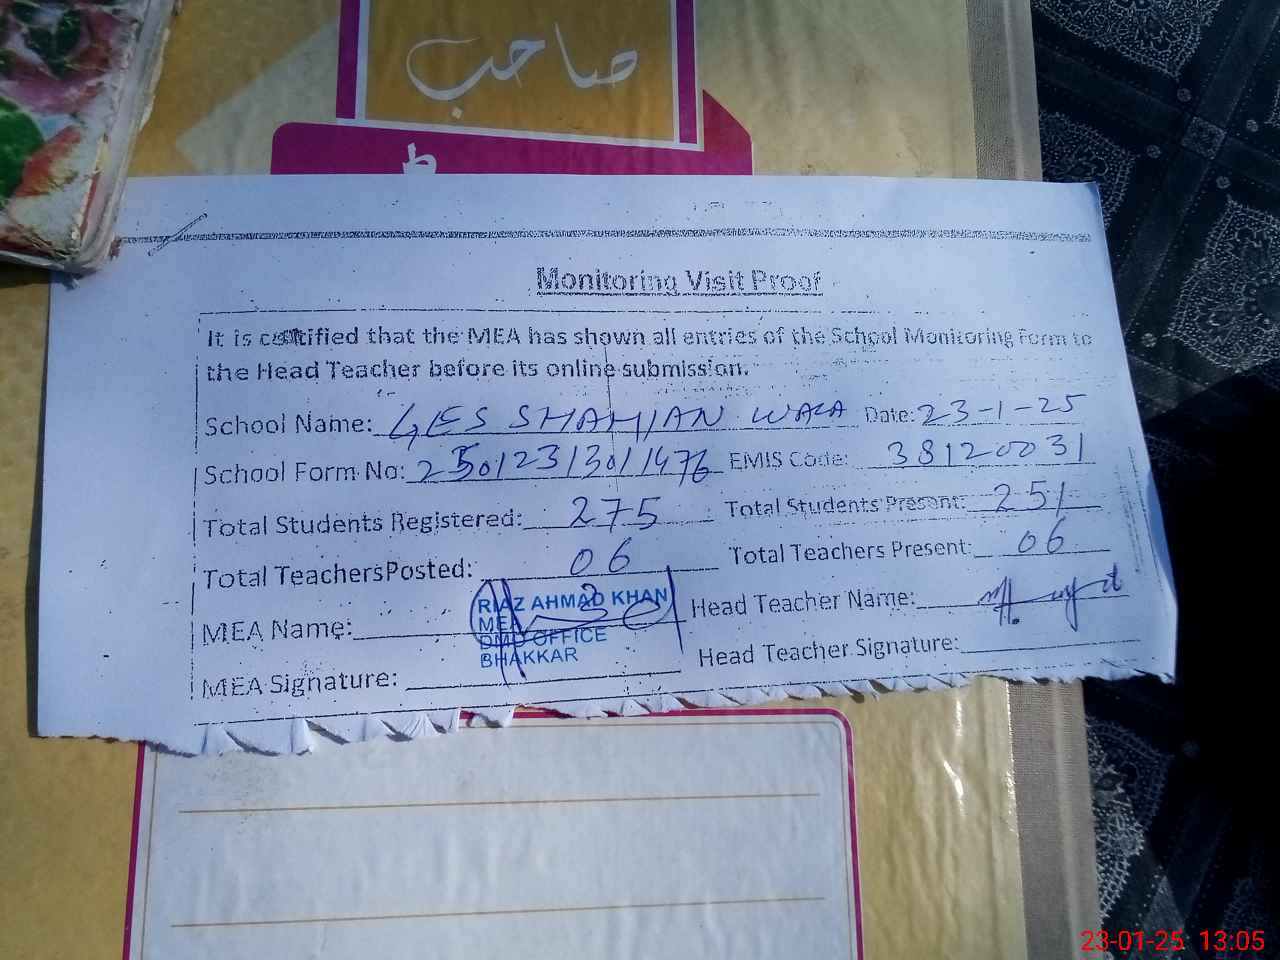 صاحب
Monitoring Visit Proof
It is certified that the MEA has shown all entries of the School Monitoring Form to
the Head Teacher before its online submission.
School Name: GES SHAHIAN WALA Date: 23-1-25
School Form No: 25012313011476 EMIS Code: 38120031
Total Students Registered: 275 Total Students Present: 251
Total Teachers Posted: 06 Total Teachers Present: 06
MEA Name: RIAZ AHMAD KHAN Head Teacher Name:
MEA
DMO OFFICE
BHAKKAR
MEA Signature: Head Teacher Signature:
23-01-25 13:05